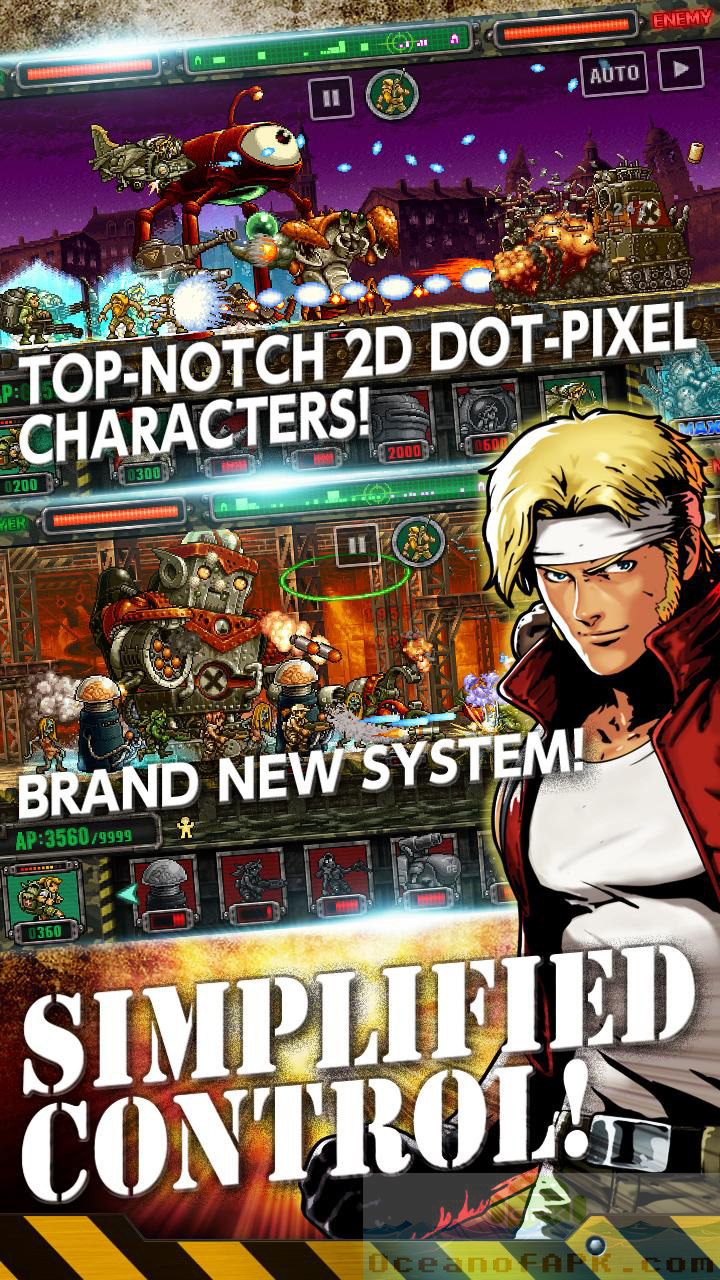 ENEMY
AUTO
TOP-NOTCH 2D DOT-PIXEL
CHARACTERS!
MAX
2000
0600
0300
0200
BRAND NEW SYSTEM!
AP:3560/9999
0360
SIMPLIFIED
CONTROL!
OceanofAPK.com